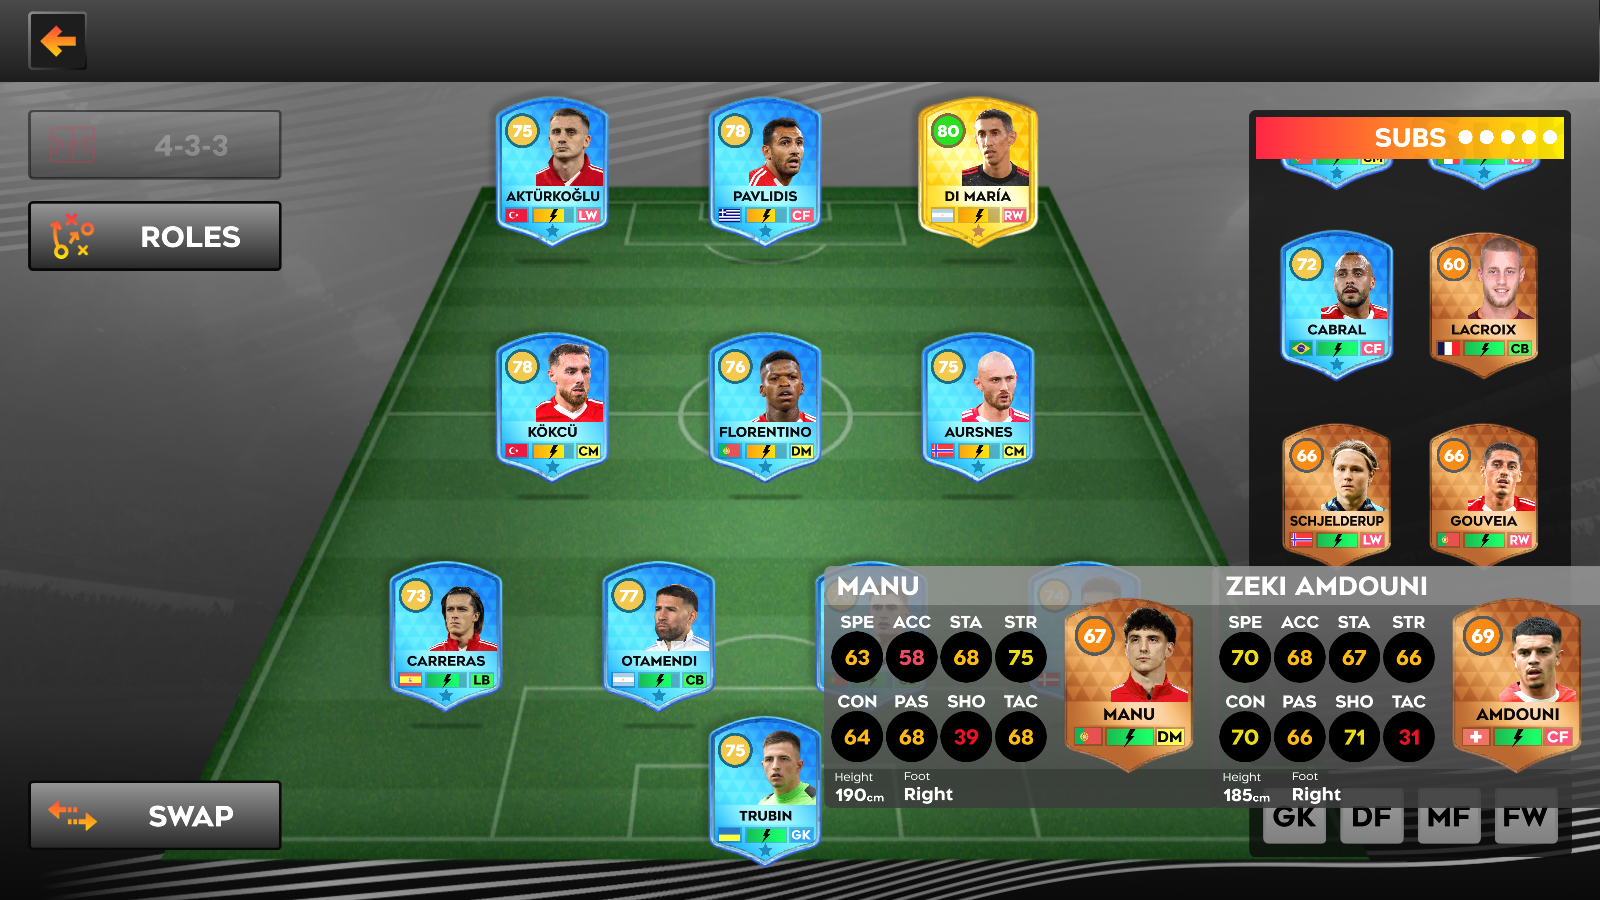 4-3-3
ROLES
SWAP
75
AKTÜRKOĞLU
LW
78
PAVLIDIS
CF
80
DI MARÍA
RW
78
KÖKCÜ
CM
76
FLORENTINO
DM
75
AURSNES
CM
73
CARRERAS
LB
77
OTAMENDI
CB
74
75
TRUBIN
GK
SUBS
72
CABRAL
CF
60
LACROIX
CB
66
SCHJELDERUP
LW
66
GOUVEIA
RW
MANU
SPE ACC STA STR
63 58 68 75
CON PAS SHO TAC
64 68 39 68
Height Foot
190cm Right
67
MANU
DM
ZEKI AMDOUNI
SPE ACC STA STR
70 68 67 66
CON PAS SHO TAC
70 66 71 31
Height Foot
185cm Right
69
AMDOUNI
CF
GK DF MF FW